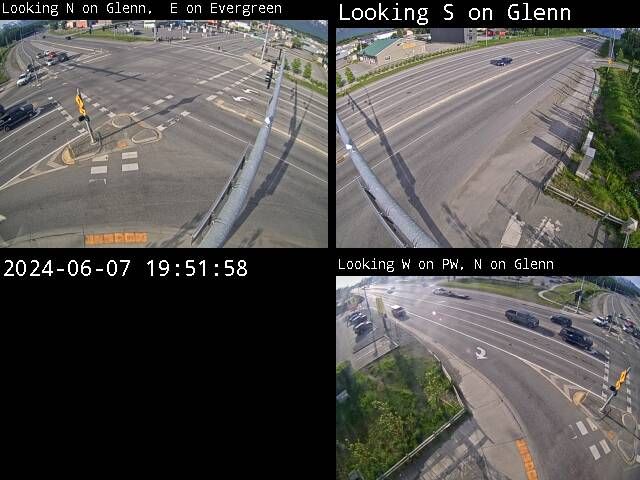 Looking N on Glenn,  E on Evergreen
Looking S on Glenn
2024-06-07 19:51:58
Looking W on PW, N on Glenn